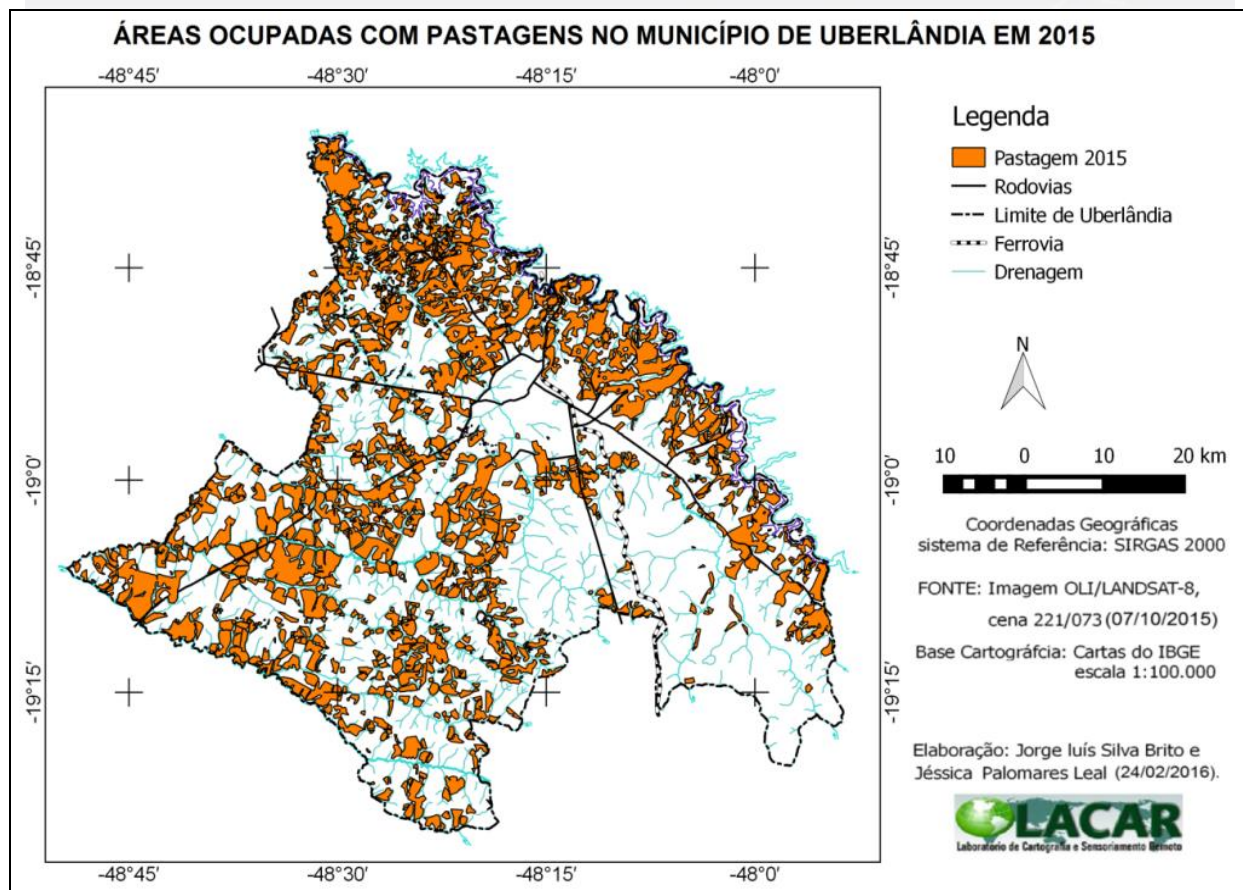 ÁREAS OCUPADAS COM PASTAGENS NO MUNICÍPIO DE UBERLÂNDIA EM 2015
-48°45' -48°30' -48°15' -48°0'
-18°45' -18°45'
-19°0' -19°0'
-19°15' -19°15'
-48°45' -48°30' -48°15' -48°0'
Legenda
Pastagem 2015
Rodovias
Limite de Uberlândia
Ferrovia
Drenagem
N
10 0 10 20 km
Coordenadas Geográficas
sistema de Referência: SIRGAS 2000
FONTE: Imagem OLI/LANDSAT-8,
cena 221/073 (07/10/2015)
Base Cartográfcia: Cartas do IBGE
escala 1:100.000
Elaboração: Jorge luís Silva Brito e
Jéssica Palomares Leal (24/02/2016).
LACAR
Laboratório de Cartografia e Sensoriamento Remoto